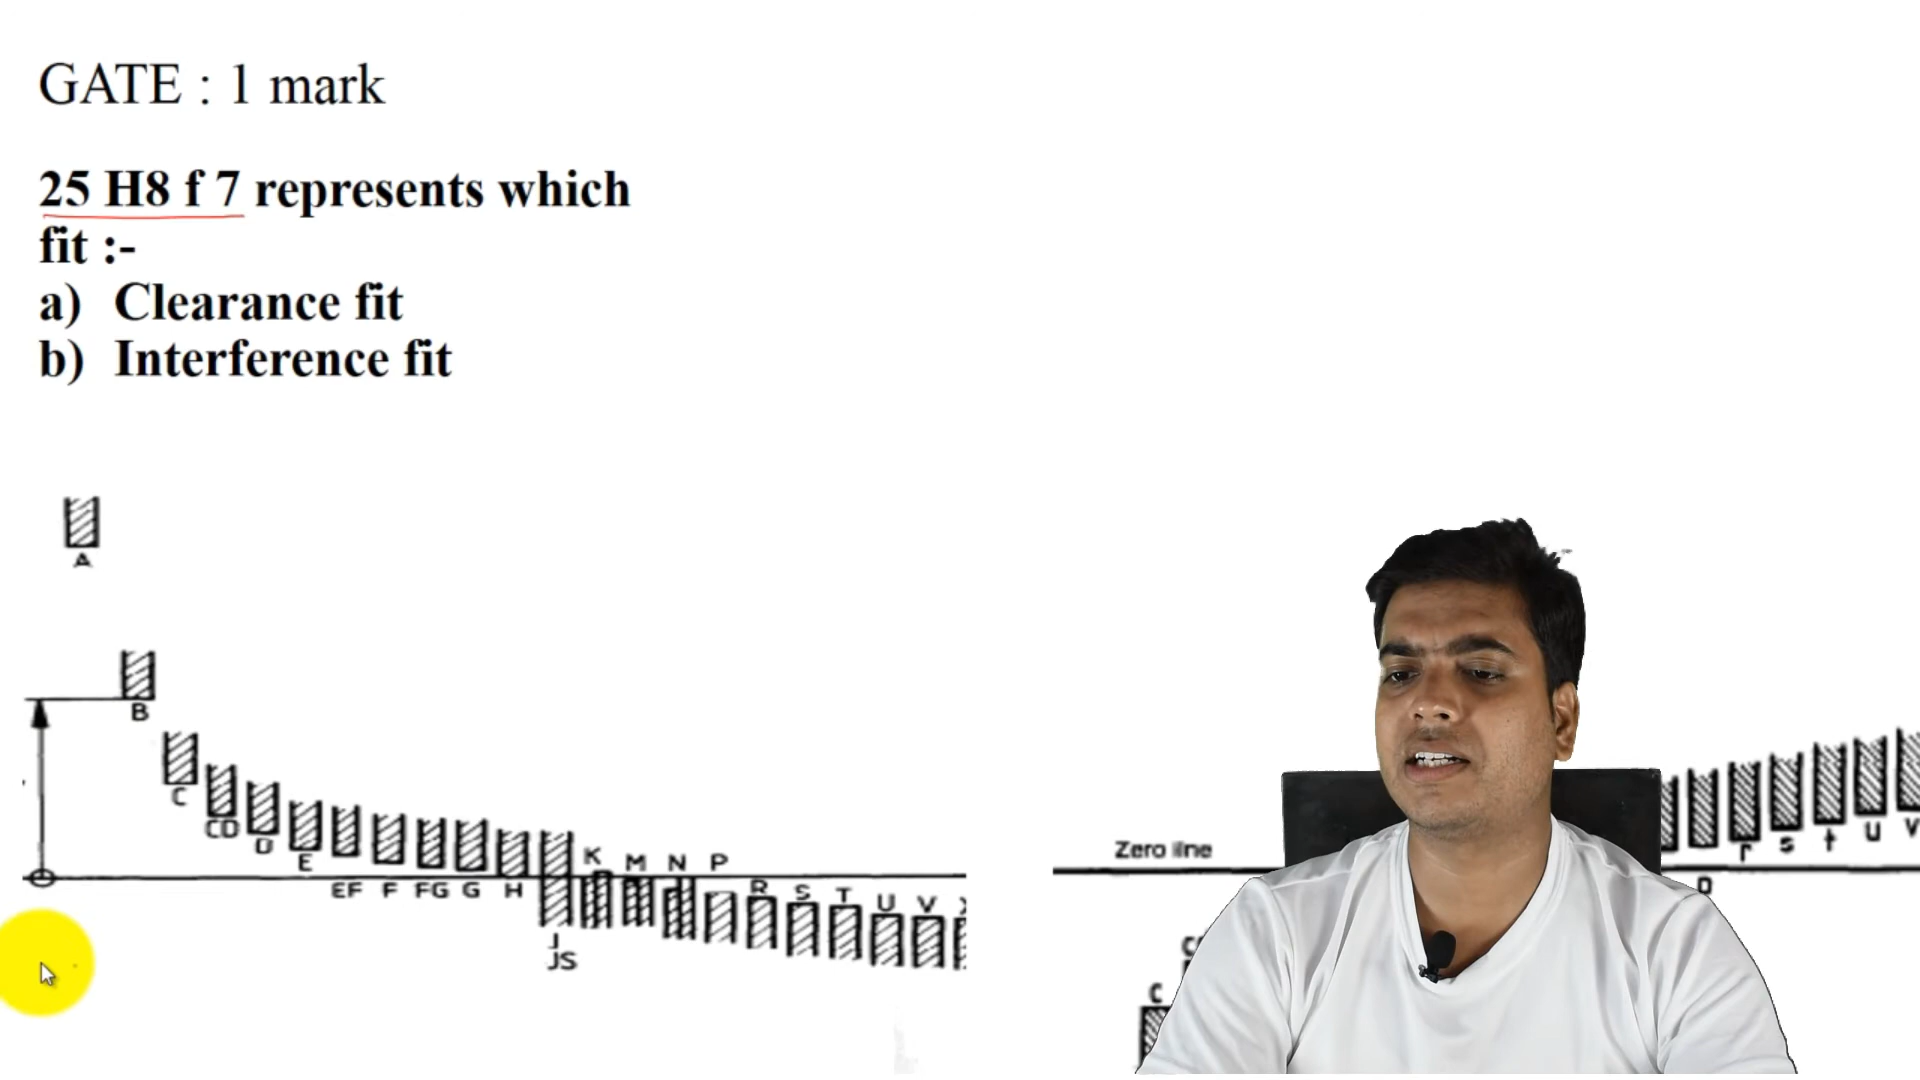 GATE : 1 mark
25 H8 f 7 represents which
fit :-
a) Clearance fit
b) Interference fit
A
B
C
CD
D
E
EF F FG G H
J
JS
K M N P
R S T U V
Zero line
r s t u v
p
c